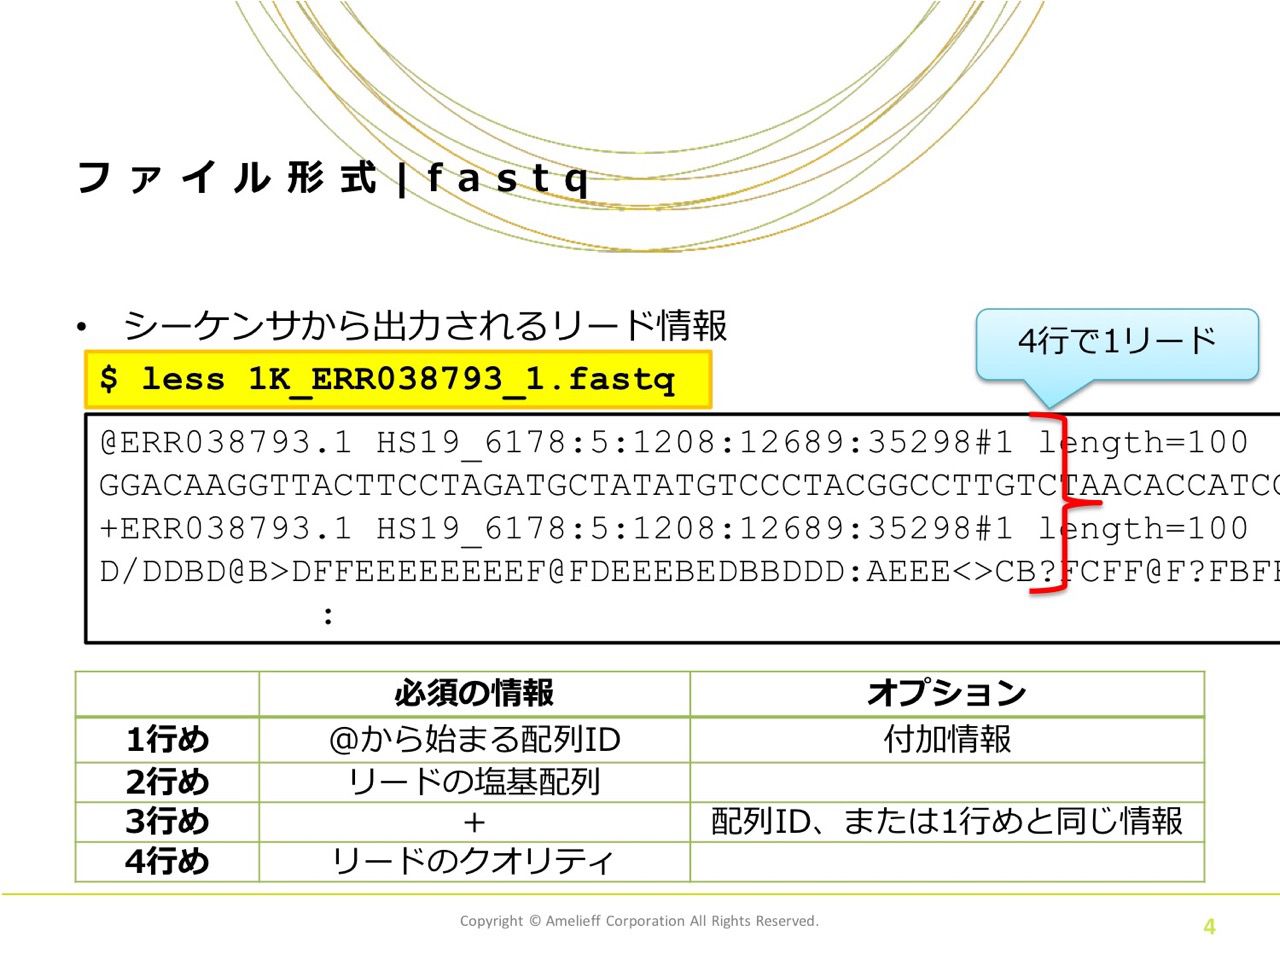 ファイル形式|fastq
• シーケンサから出力されるリード情報
$ less 1K_ERR038793_1.fastq
4行で1リード
@ERR038793.1 HS19_6178:5:1208:12689:35298#1 length=100
GGACAAGGTTACTTCCTAGATGCTATATGTCCCTACGGCCTTGTCTAACACCATCC
+ERR038793.1 HS19_6178:5:1208:12689:35298#1 length=100
D/DDBD@B>DFFEEEEEEEEEF@FDEEEBEDBBDDD:AEEE<>CB?FCFF@F?FBFE
:
必須の情報 オプション
1行め @から始まる配列ID 付加情報
2行め リードの塩基配列
3行め + 配列ID、または1行めと同じ情報
4行め リードのクオリティ
Copyright © Amelieff Corporation All Rights Reserved.
4